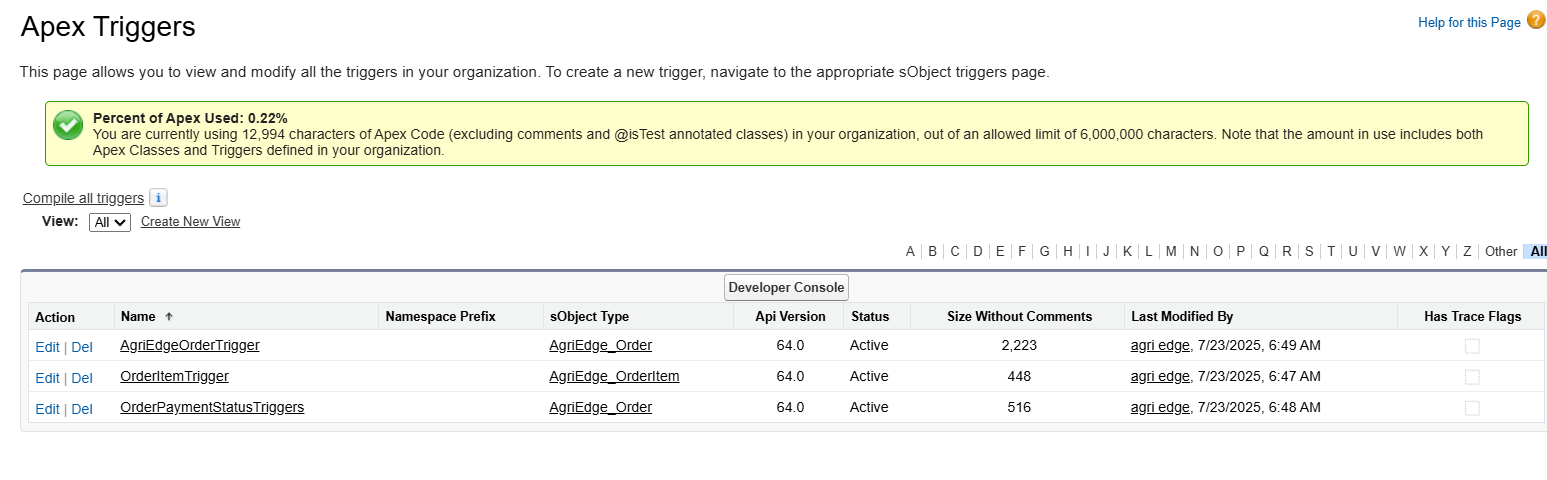 Apex Triggers
Help for this Page ?
This page allows you to view and modify all the triggers in your organization. To create a new trigger, navigate to the appropriate sObject triggers page.
Percent of Apex Used: 0.22%
You are currently using 12,994 characters of Apex Code (excluding comments and @isTest annotated classes) in your organization, out of an allowed limit of 6,000,000 characters. Note that the amount in use includes both
Apex Classes and Triggers defined in your organization.
Compile all triggers i
View: All Create New View
A B C D E F G H I J K L M N O P Q R S T U V W X Y Z Other All
Developer Console
Action Name Namespace Prefix sObject Type Api Version Status Size Without Comments Last Modified By Has Trace Flags
Edit | Del AgriEdgeOrderTrigger AgriEdge_Order 64.0 Active 2,223 agri edge, 7/23/2025, 6:49 AM
Edit | Del OrderItemTrigger AgriEdge_OrderItem 64.0 Active 448 agri edge, 7/23/2025, 6:47 AM
Edit | Del OrderPaymentStatusTriggers AgriEdge_Order 64.0 Active 516 agri edge, 7/23/2025, 6:48 AM